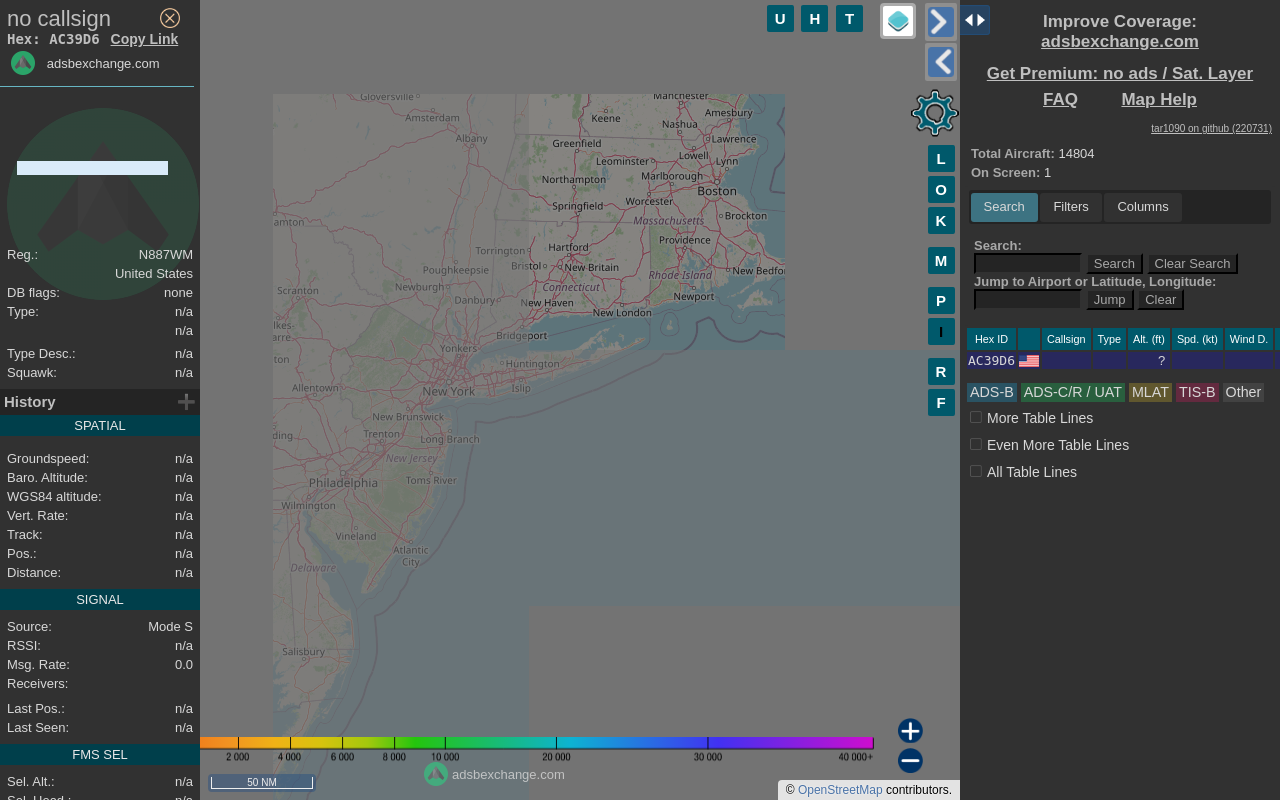 no callsign
Hex: AC39D6 Copy Link
adsbexchange.com
Reg.: N887WM
United States
DB flags: none
Type: n/a
n/a
Type Desc.: n/a
Squawk: n/a
History
SPATIAL
Groundspeed: n/a
Baro. Altitude: n/a
WGS84 altitude: n/a
Vert. Rate: n/a
Track: n/a
Pos.: n/a
Distance: n/a
SIGNAL
Source: Mode S
RSSI: n/a
Msg. Rate: 0.0
Receivers:
Last Pos.: n/a
Last Seen: n/a
FMS SEL
Sel. Alt.: n/a
Sel. Head.: n/a
U H T
L
O
K
M
P
I
R
F
Gloversville
Manchester
Amsterdam
Keene
Albany
Nashua
Lawrence
Greenfield
Leominster
Lowell
Lynn
Northampton
Marlborough
Boston
Springfield
Worcester
Massachusetts
Brockton
Providence
Torrington
Hartford
Bristol
New Britain
Poughkeepsie
Rhode Island
New Bedfo
Newburgh
Connecticut
Scranton
Danbury
New Haven
Newport
New London
lkes-
rre
Bridgeport
Yonkers
Huntington
ton
Allentown
New York
Islip
New Brunswick
ding
Trenton
Long Branch
New Jersey
Philadelphia
Toms River
Wilmington
Vineland
Atlantic
City
Delaware
Salisbury
2 000 4 000 6 000 8 000 10 000 20 000 30 000 40 000+
50 NM
adsbexchange.com
© OpenStreetMap contributors.
Improve Coverage:
adsbexchange.com
Get Premium: no ads / Sat. Layer
FAQ Map Help
tar1090 on github (220731)
Total Aircraft: 14804
On Screen: 1
Search Filters Columns
Search:
Search Clear Search
Jump to Airport or Latitude, Longitude:
Jump Clear
Hex ID Callsign Type Alt. (ft) Spd. (kt) Wind D.
AC39D6 ?
ADS-B ADS-C/R / UAT MLAT TIS-B Other
More Table Lines
Even More Table Lines
All Table Lines